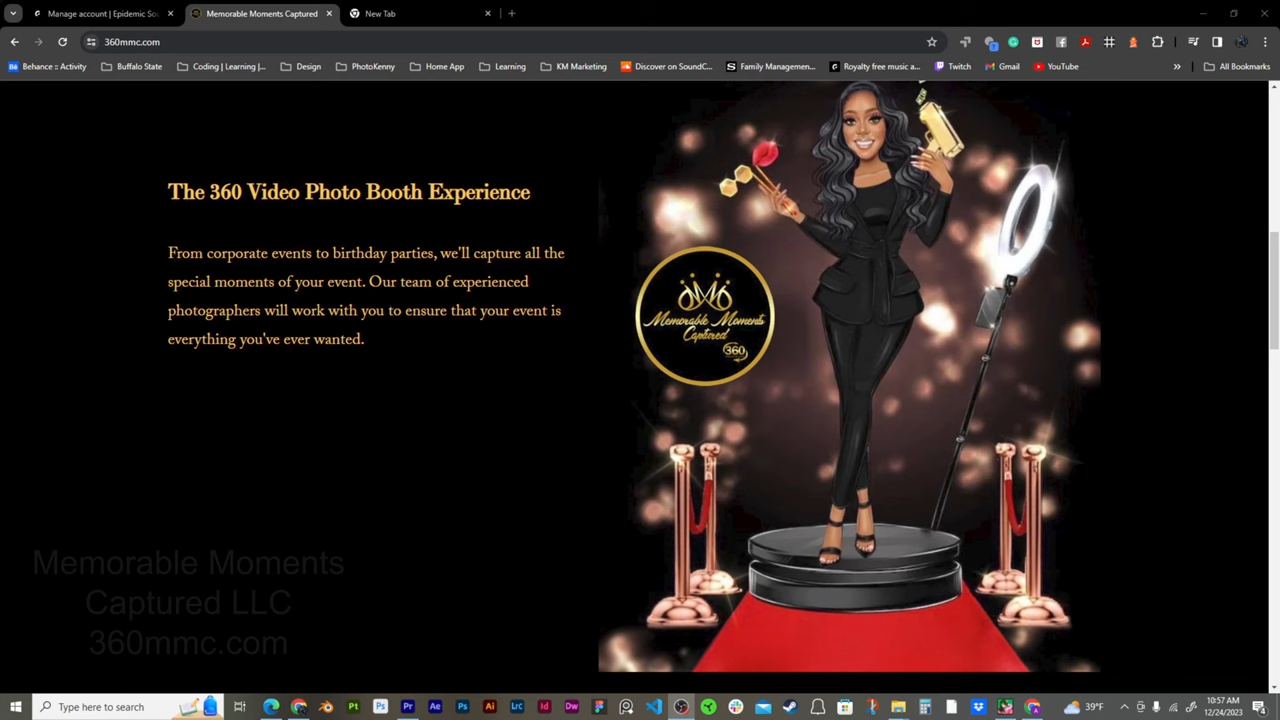 Manage account | Epidemic Sou
Memorable Moments Captured
New Tab
360mmc.com
Behance :: Activity
Buffalo State
Coding | Learning |...
Design
PhotoKenny
Home App
Learning
KM Marketing
Discover on SoundC...
Family Managemen...
Royalty free music a...
Twitch
Gmail
YouTube
All Bookmarks
The 360 Video Photo Booth Experience
From corporate events to birthday parties, we'll capture all the
special moments of your event. Our team of experienced
photographers will work with you to ensure that your event is
everything you've ever wanted.
Memorable Moments
Captured
360
Memorable Moments
Captured LLC
360mmc.com
Type here to search
39°F
10:57 AM
12/24/2023